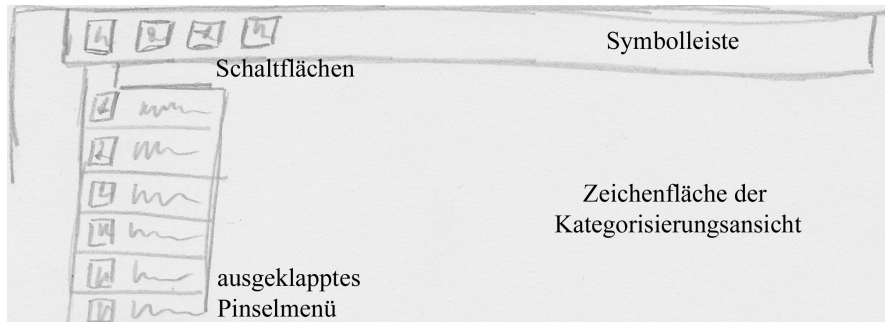 Symbolleiste
Schaltflächen
Zeichenfläche der
Kategorisierungsansicht
ausgeklapptes
Pinselmenü